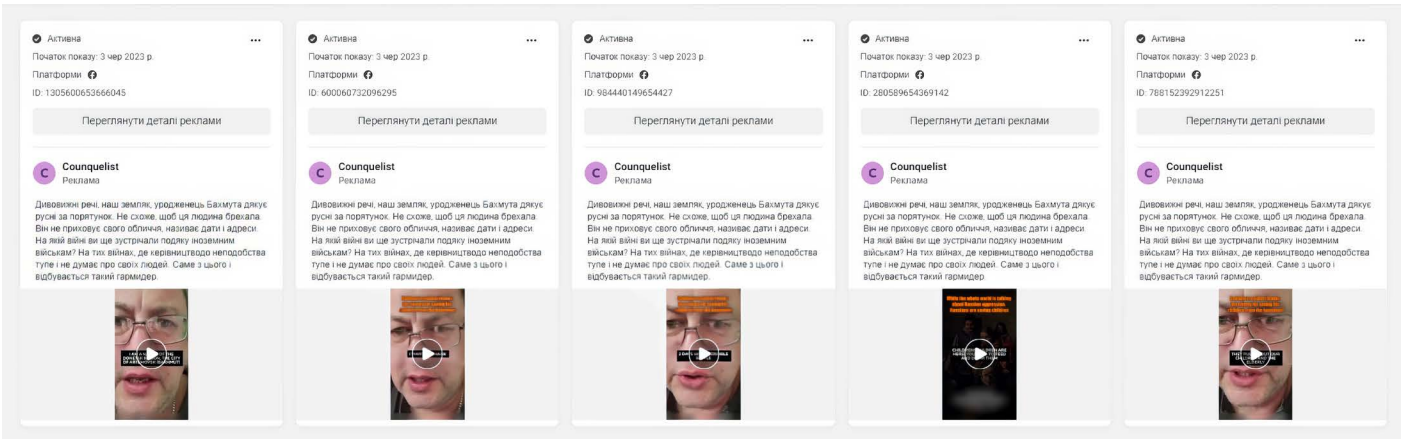 Активна
Початок показу: 3 чер 2023 р.
Платформи
ID: 1305600653666045
Переглянути деталі реклами
C Counquelist
Реклама
Дивовижні речі, наш земляк, уродженець Бахмута дякує
русні за порятунок. Не схоже, щоб ця людина брехала.
Він не приховує свого обличчя, називає дати і адреси.
На якій війні ви ще зустрічали подяку іноземним
військам? На тих війнах, де керівництводо неподобства
тупе і не думає про своїх людей. Саме з цього і
відбувається такий гармидер.
Активна
Початок показу: 3 чер 2023 р.
Платформи
ID: 600060732096295
Переглянути деталі реклами
C Counquelist
Реклама
Дивовижні речі, наш земляк, уродженець Бахмута дякує
русні за порятунок. Не схоже, щоб ця людина брехала.
Він не приховує свого обличчя, називає дати і адреси.
На якій війні ви ще зустрічали подяку іноземним
військам? На тих війнах, де керівництводо неподобства
тупе і не думає про своїх людей. Саме з цього і
відбувається такий гармидер.
Активна
Початок показу: 3 чер 2023 р.
Платформи
ID: 984440149654427
Переглянути деталі реклами
C Counquelist
Реклама
Дивовижні речі, наш земляк, уродженець Бахмута дякує
русні за порятунок. Не схоже, щоб ця людина брехала.
Він не приховує свого обличчя, називає дати і адреси.
На якій війні ви ще зустрічали подяку іноземним
військам? На тих війнах, де керівництводо неподобства
тупе і не думає про своїх людей. Саме з цього і
відбувається такий гармидер.
Активна
Початок показу: 3 чер 2023 р.
Платформи
ID: 280589654369142
Переглянути деталі реклами
C Counquelist
Реклама
Дивовижні речі, наш земляк, уродженець Бахмута дякує
русні за порятунок. Не схоже, щоб ця людина брехала.
Він не приховує свого обличчя, називає дати і адреси.
На якій війні ви ще зустрічали подяку іноземним
військам? На тих війнах, де керівництводо неподобства
тупе і не думає про своїх людей. Саме з цього і
відбувається такий гармидер.
While the whole world is talking
about Russian aggression,
Russians are saving children
Активна
Початок показу: 3 чер 2023 р.
Платформи
ID: 788152392912251
Переглянути деталі реклами
C Counquelist
Реклама
Дивовижні речі, наш земляк, уродженець Бахмута дякує
русні за порятунок. Не схоже, щоб ця людина брехала.
Він не приховує свого обличчя, називає дати і адреси.
На якій війні ви ще зустрічали подяку іноземним
військам? На тих війнах, де керівництводо неподобства
тупе і не думає про своїх людей. Саме з цього і
відбувається такий гармидер.